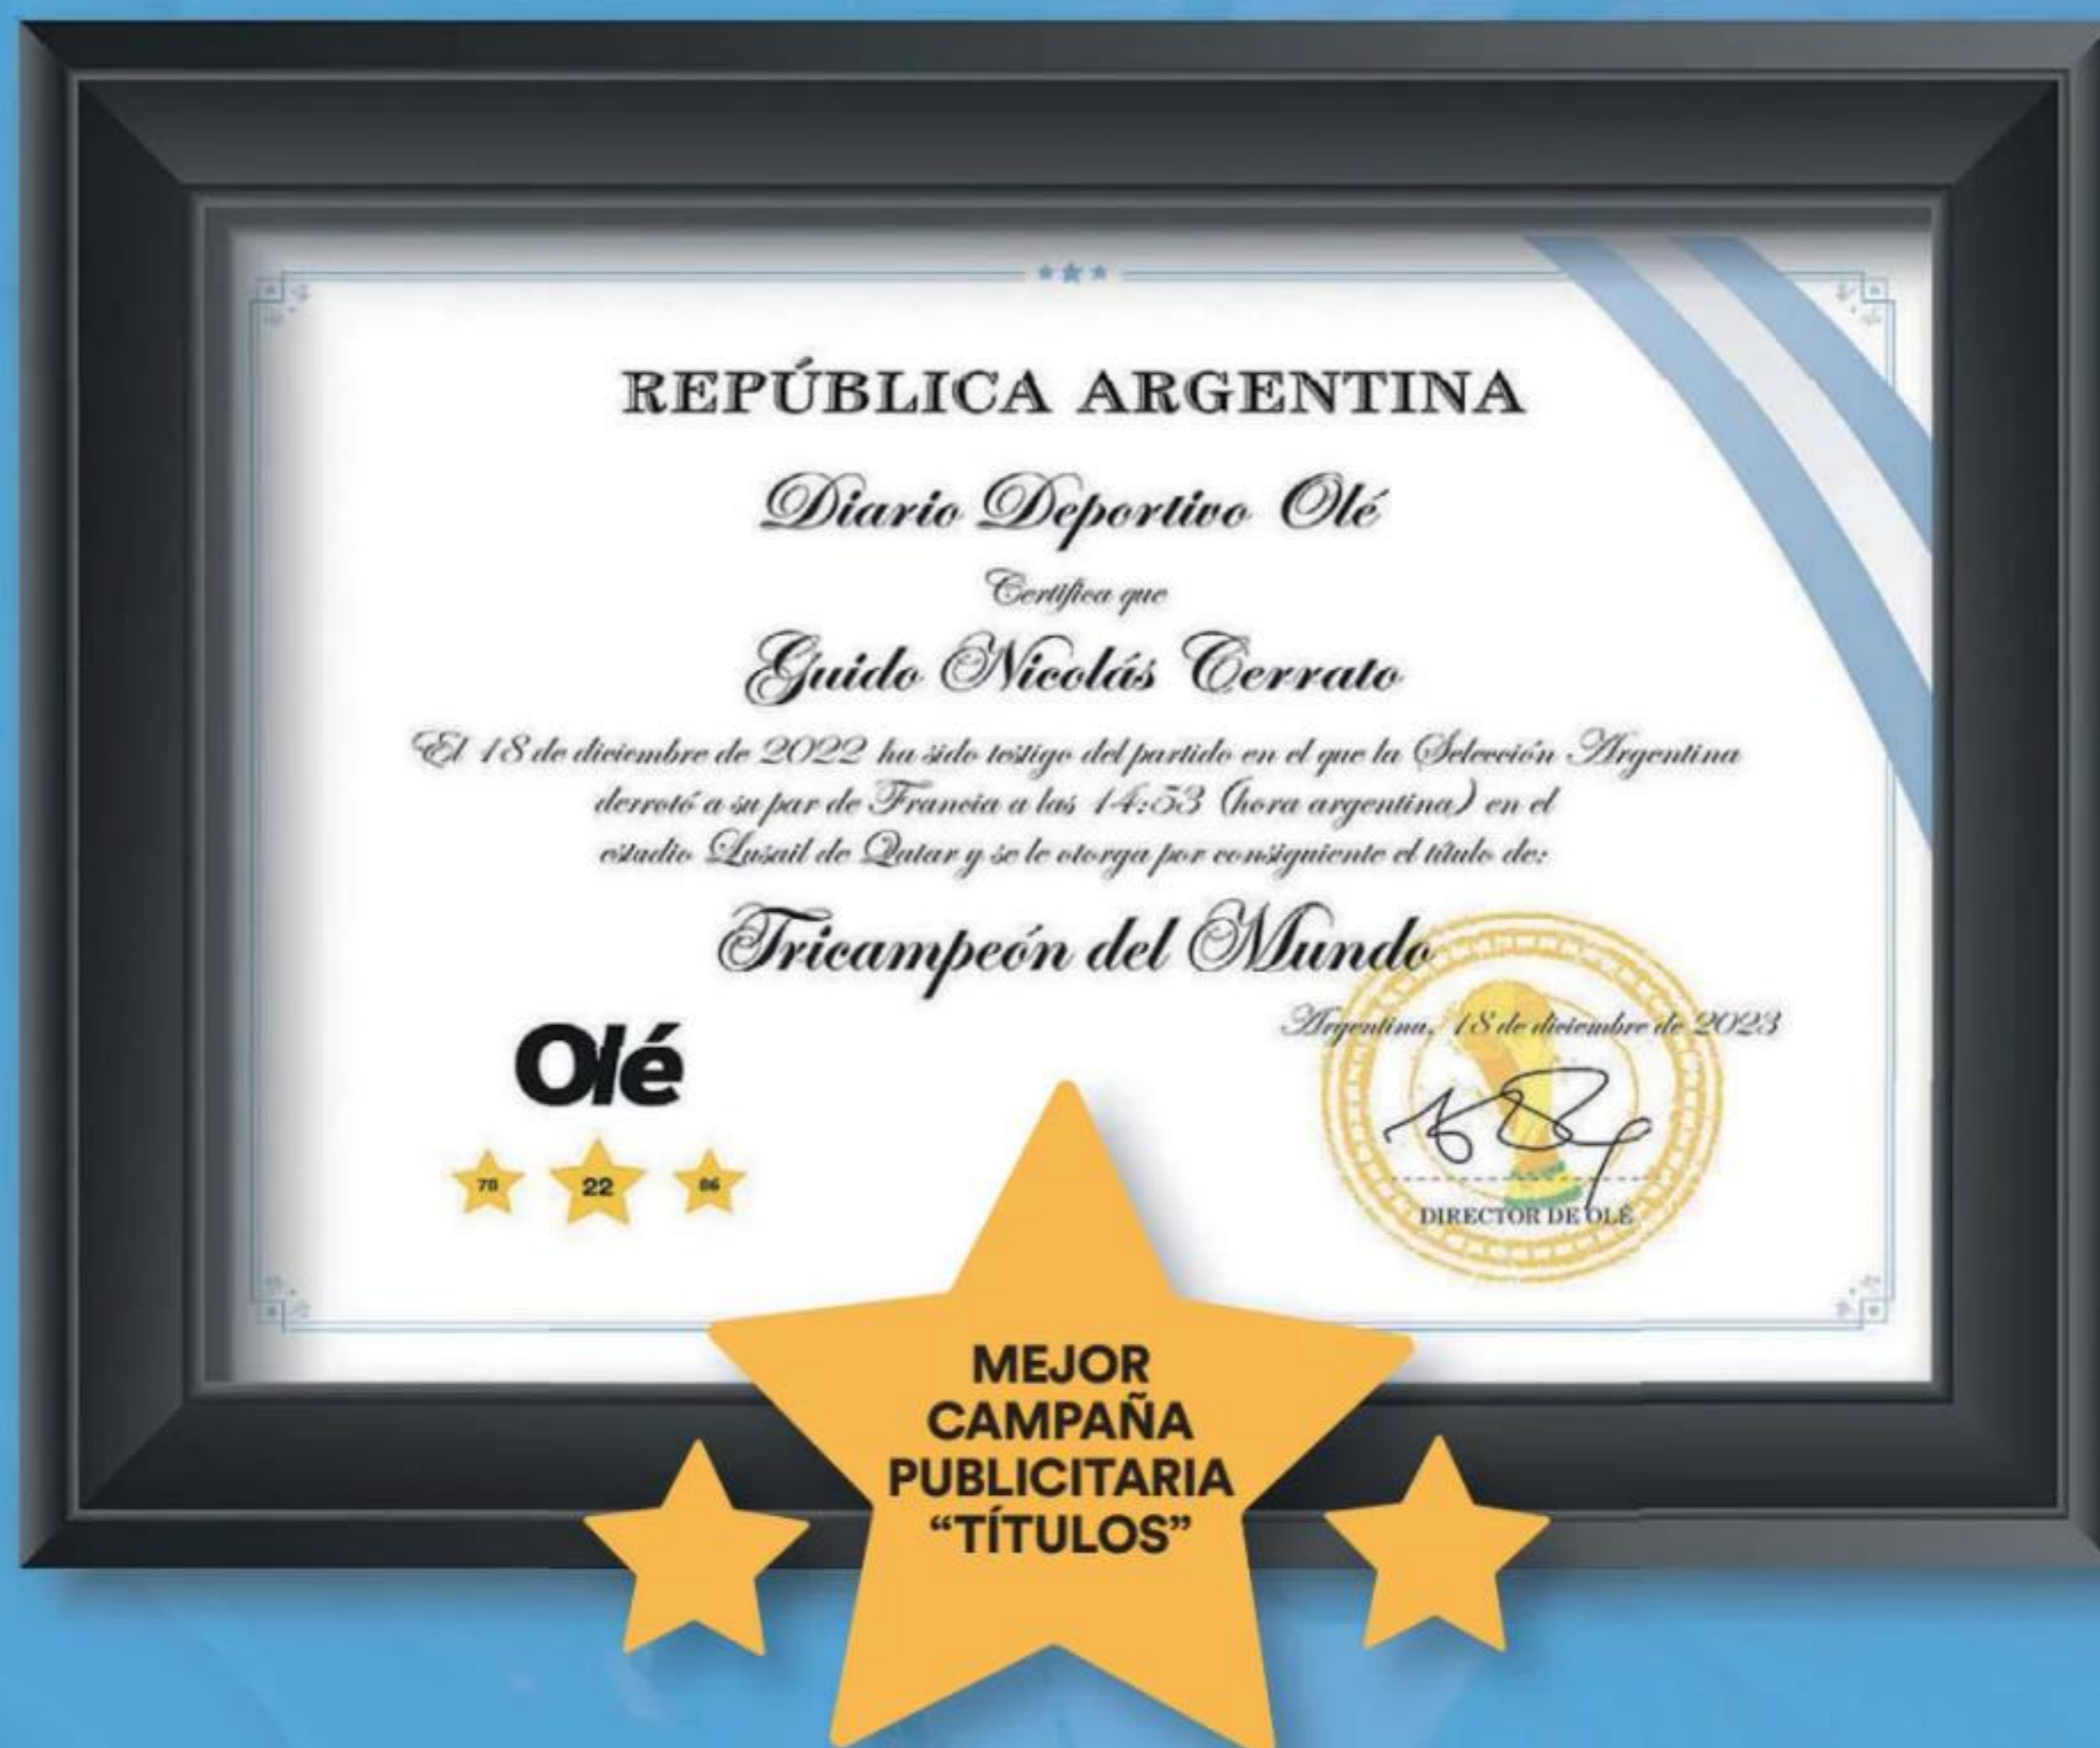 REPÚBLICA ARGENTINA
Diario Deportivo Olé
Certifica que
Guido Nicolás Cerrato
El 18 de diciembre de 2022 ha sido testigo del partido en el que la Selección Argentina
derrotó a su par de Francia a las 14:53 (hora argentina) en el
estadio Lusail de Qatar y se le otorga por consiguiente el título de:
Tricampeón del Mundo
Argentina, 18 de diciembre de 2023
Olé
78 22 86
DIRECTOR DE OLÉ
MEJOR
CAMPAÑA
PUBLICITARIA
“TÍTULOS”